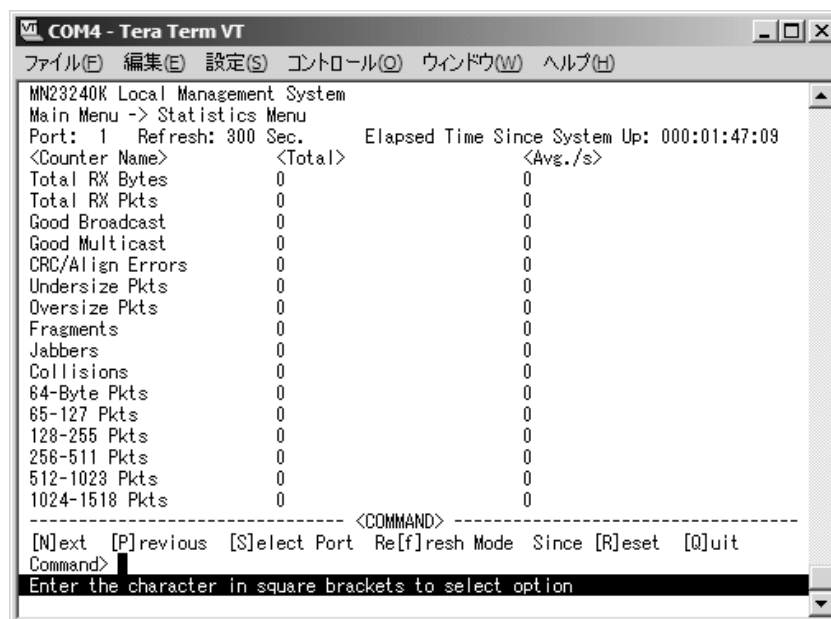 COM4 - Tera Term VT
ファイル(F) 編集(E) 設定(S) コントロール(O) ウィンドウ(W) ヘルプ(H)
MN23240K Local Management System
Main Menu -> Statistics Menu
Port: 1 Refresh: 300 Sec. Elapsed Time Since System Up: 000:01:47:09
<Counter Name> <Total> <Avg./s>
Total RX Bytes 0 0
Total RX Pkts 0 0
Good Broadcast 0 0
Good Multicast 0 0
CRC/Align Errors 0 0
Undersize Pkts 0 0
Oversize Pkts 0 0
Fragments 0 0
Jabbers 0 0
Collisions 0 0
64-Byte Pkts 0 0
65-127 Pkts 0 0
128-255 Pkts 0 0
256-511 Pkts 0 0
512-1023 Pkts 0 0
1024-1518 Pkts 0 0
----------------------------- <COMMAND> --------------------------------
[N]ext [P]revious [S]elect Port Re[f]resh Mode Since [R]eset [Q]uit
Command>
Enter the character in square brackets to select option